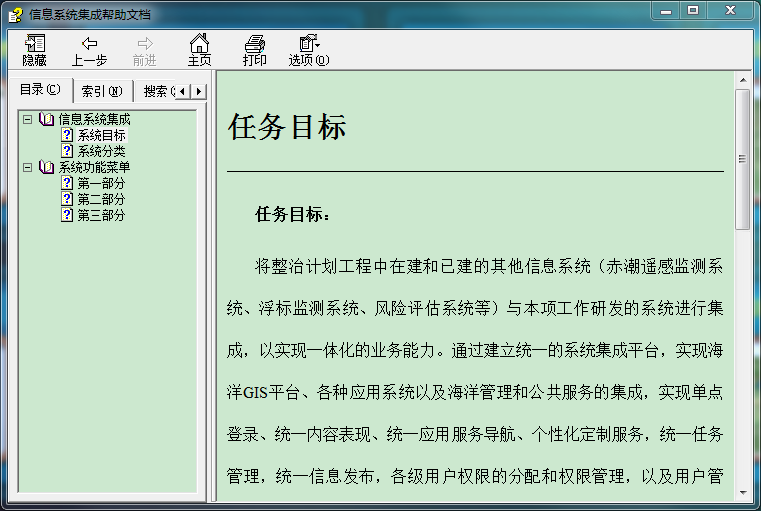 信息系统集成帮助文档
隐藏 上一步 前进 主页 打印 选项(O)
目录(C) 索引(N) 搜索(
信息系统集成
系统目标
系统分类
系统功能菜单
第一部分
第二部分
第三部分
任务目标
任务目标：
将整治计划工程中在建和已建的其他信息系统（赤潮遥感监测系
统、浮标监测系统、风险评估系统等）与本项工作研发的系统进行集
成，以实现一体化的业务能力。通过建立统一的系统集成平台，实现海
洋GIS平台、各种应用系统以及海洋管理和公共服务的集成，实现单点
登录、统一内容表现、统一应用服务导航、个性化定制服务，统一任务
管理，统一信息发布，各级用户权限的分配和权限管理，以及用户管